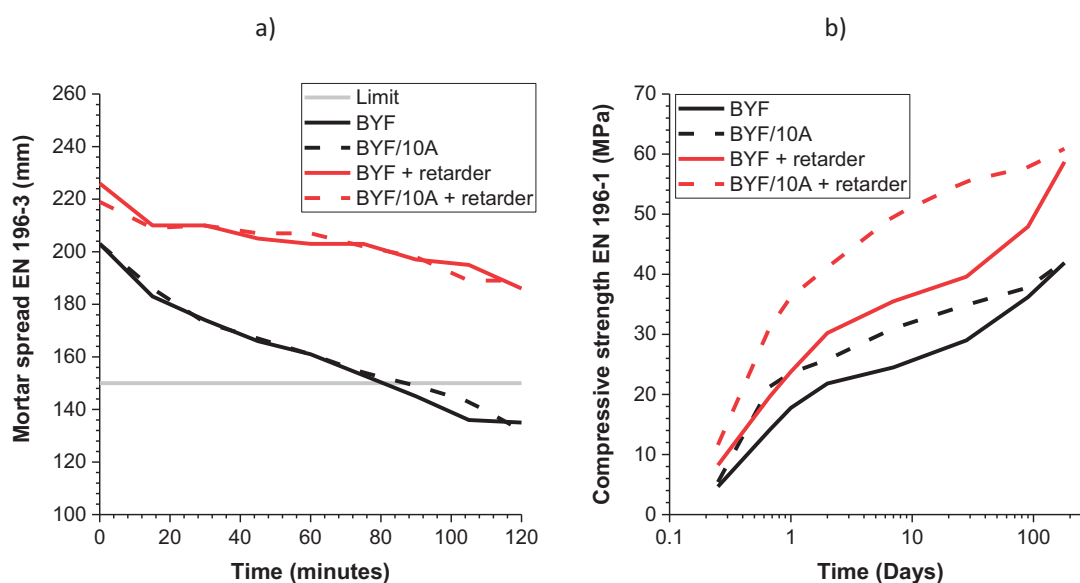 a)
260
240
220
200
180
160
140
120
100
Mortar spread EN 196-3 (mm)
Limit
BYF
BYF/10A
BYF + retarder
BYF/10A + retarder
0 20 40 60 80 100 120
Time (minutes)
b)
70
60
50
40
30
20
10
0
Compressive strength EN 196-1 (MPa)
BYF
BYF/10A
BYF + retarder
BYF/10A + retarder
0.1 1 10 100
Time (Days)